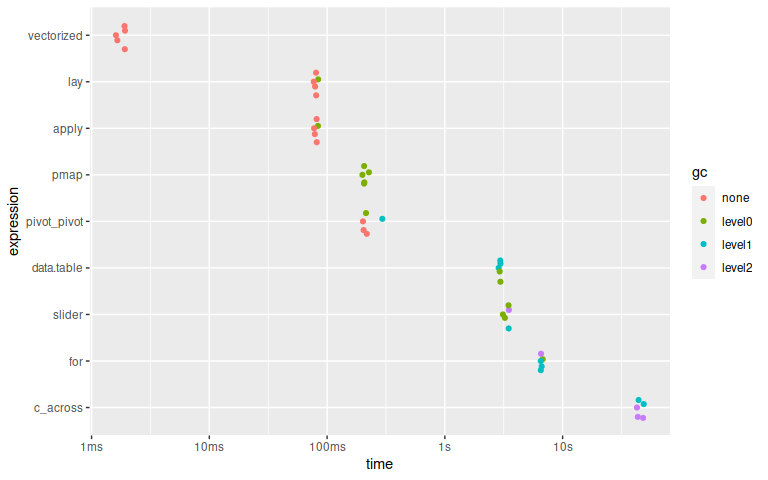 expression
vectorized
lay
apply
pmap
pivot_pivot
data.table
slider
for
c_across
1ms 10ms 100ms 1s 10s
time
gc
none
level0
level1
level2